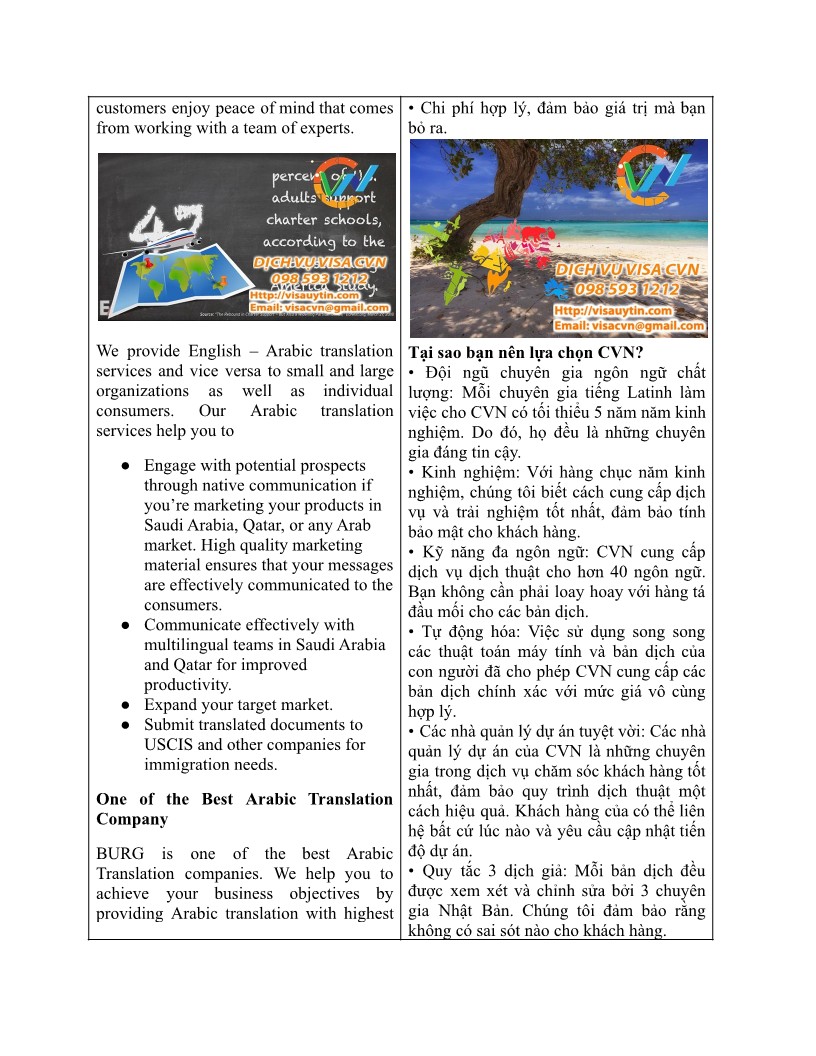 customers enjoy peace of mind that comes
from working with a team of experts.
47
adults support
charter schools,
according to the
DỊCH VỤ VISA CVN
098 593 1212
America Study.
Http://visauytin.com
Email: visacvn@gmail.com
We provide English – Arabic translation
services and vice versa to small and large
organizations as well as individual
consumers. Our Arabic translation
services help you to
● Engage with potential prospects
through native communication if
you’re marketing your products in
Saudi Arabia, Qatar, or any Arab
market. High quality marketing
material ensures that your messages
are effectively communicated to the
consumers.
● Communicate effectively with
multilingual teams in Saudi Arabia
and Qatar for improved
productivity.
● Expand your target market.
● Submit translated documents to
USCIS and other companies for
immigration needs.
One of the Best Arabic Translation
Company
BURG is one of the best Arabic
Translation companies. We help you to
achieve your business objectives by
providing Arabic translation with highest
• Chi phí hợp lý, đảm bảo giá trị mà bạn
bỏ ra.
DỊCH VỤ VISA CVN
098 593 1212
Http://visauytin.com
Email: visacvn@gmail.com
Tại sao bạn nên lựa chọn CVN?
• Đội ngũ chuyên gia ngôn ngữ chất
lượng: Mỗi chuyên gia tiếng Latinh làm
việc cho CVN có tối thiểu 5 năm năm kinh
nghiệm. Do đó, họ đều là những chuyên
gia đáng tin cậy.
• Kinh nghiệm: Với hàng chục năm kinh
nghiệm, chúng tôi biết cách cung cấp dịch
vụ và trải nghiệm tốt nhất, đảm bảo tính
bảo mật cho khách hàng.
• Kỹ năng đa ngôn ngữ: CVN cung cấp
dịch vụ dịch thuật cho hơn 40 ngôn ngữ.
Bạn không cần phải loay hoay với hàng tá
đầu mối cho các bản dịch.
• Tự động hóa: Việc sử dụng song song
các thuật toán máy tính và bản dịch của
con người đã cho phép CVN cung cấp các
bản dịch chính xác với mức giá vô cùng
hợp lý.
• Các nhà quản lý dự án tuyệt vời: Các nhà
quản lý dự án của CVN là những chuyên
gia trong dịch vụ chăm sóc khách hàng tốt
nhất, đảm bảo quy trình dịch thuật một
cách hiệu quả. Khách hàng của có thể liên
hệ bất cứ lúc nào và yêu cầu cập nhật tiến
độ dự án.
• Quy tắc 3 dịch giả: Mỗi bản dịch đều
được xem xét và chỉnh sửa bởi 3 chuyên
gia Nhật Bản. Chúng tôi đảm bảo rằng
không có sai sót nào cho khách hàng.